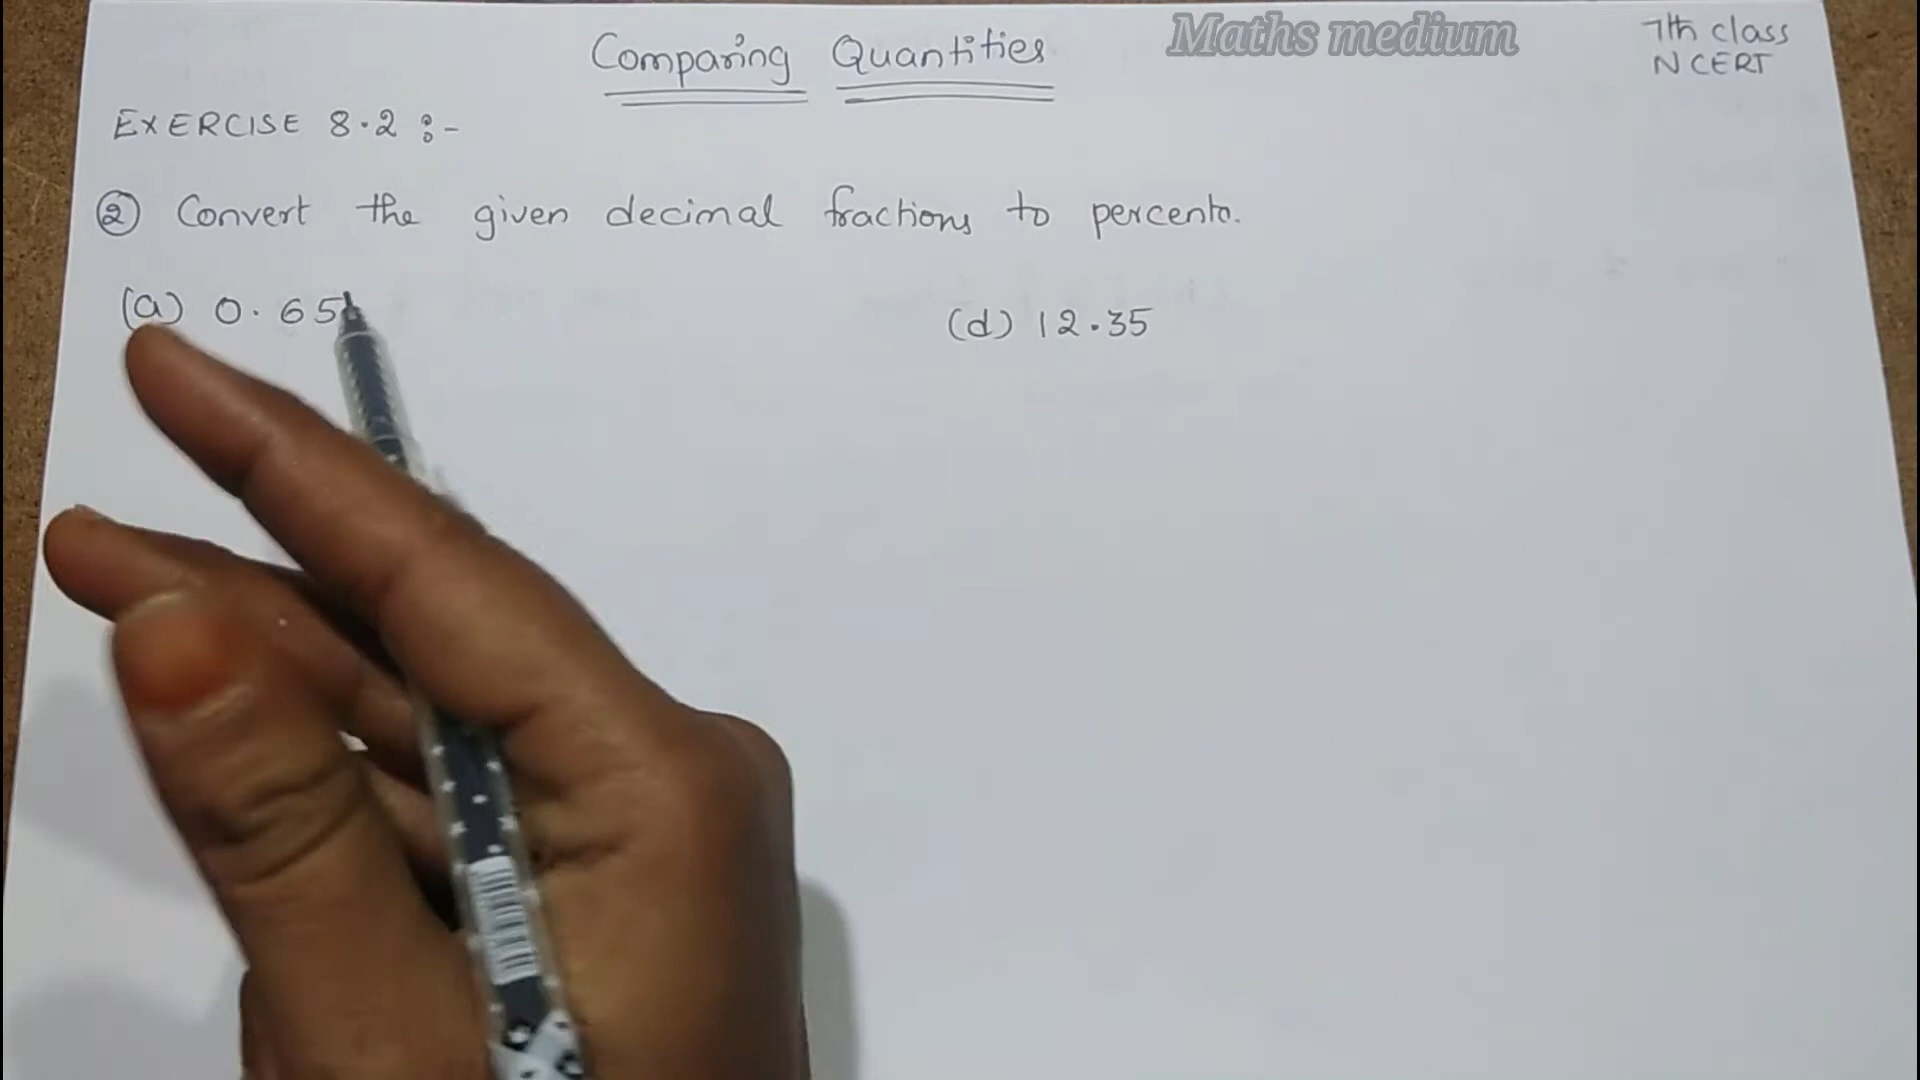 Comparing Quantities
Maths medium
7th class
NCERT
EXERCISE 8.2 :-
② Convert the given decimal fractions to percents.
(a) 0.65
(d) 12.35